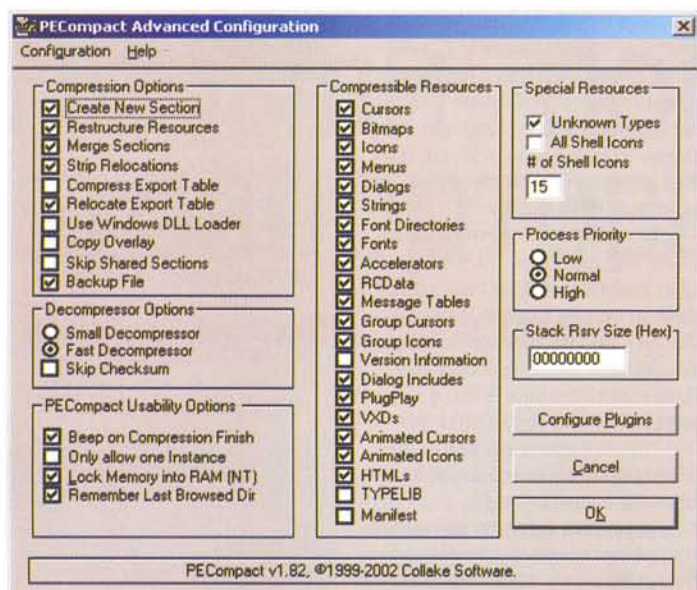 PECompact Advanced Configuration
Configuration Help
Compression Options
Create New Section
Restructure Resources
Merge Sections
Strip Relocations
Compress Export Table
Relocate Export Table
Use Windows DLL Loader
Copy Overlay
Skip Shared Sections
Backup File
Decompressor Options
Small Decompressor
Fast Decompressor
Skip Checksum
PECompact Usability Options
Beep on Compression Finish
Only allow one Instance
Lock Memory into RAM (NT)
Remember Last Browsed Dir
Compressible Resources
Cursors
Bitmaps
Icons
Menus
Dialogs
Strings
Font Directories
Fonts
Accelerators
RCData
Message Tables
Group Cursors
Group Icons
Version Information
Dialog Includes
PlugPlay
VXDs
Animated Cursors
Animated Icons
HTMLs
TYPELIB
Manifest
Special Resources
Unknown Types
All Shell Icons
# of Shell Icons
15
Process Priority
Low
Normal
High
Stack Rsrv Size (Hex)
00000000
Configure Plugins
Cancel
OK
PECompact v1.82, ©1999-2002 Collake Software.